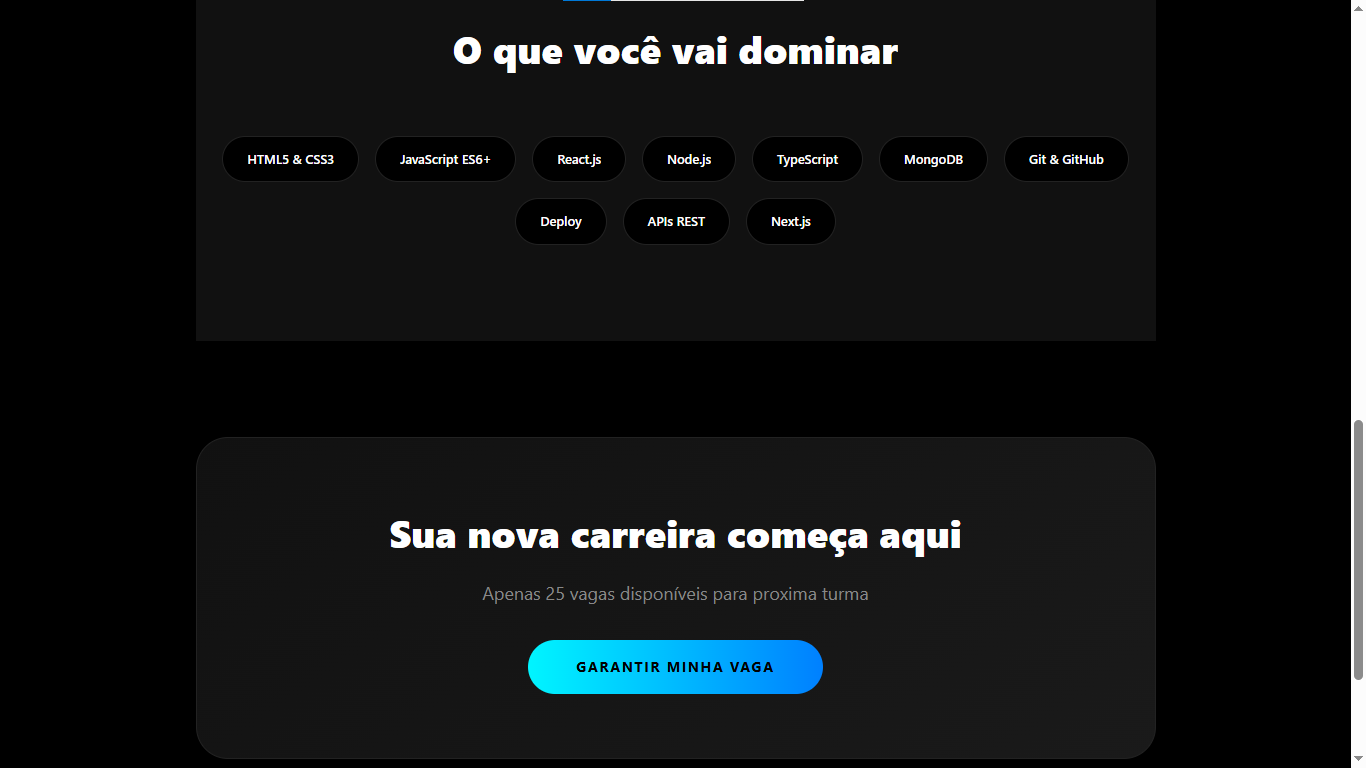 O que você vai dominar
HTML5 & CSS3 JavaScript ES6+ React.js Node.js TypeScript MongoDB Git & GitHub
Deploy APIs REST Next.js
Sua nova carreira começa aqui
Apenas 25 vagas disponíveis para proxima turma
GARANTIR MINHA VAGA